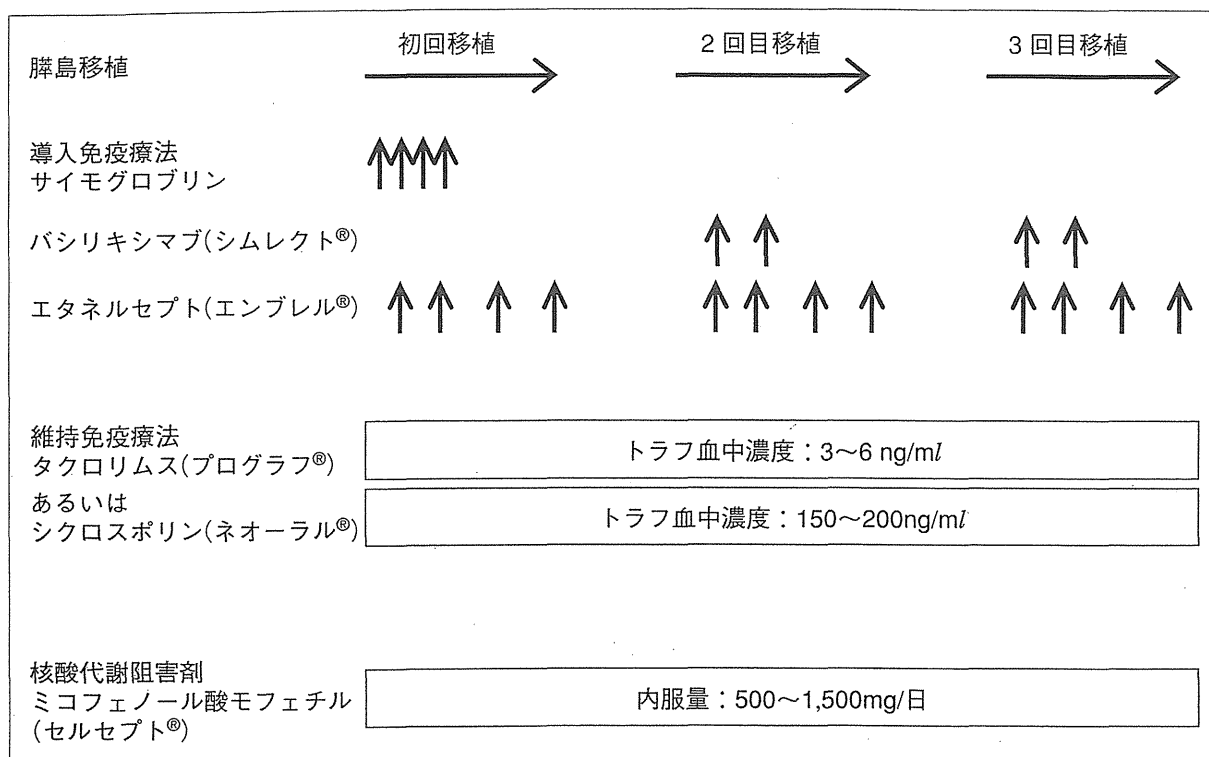 膵島移植
初回移植
2回目移植
3回目移植
導入免疫療法
サイモグロブリン
バシリキシマブ(シムレクト®)
エタネルセプト(エンブレル®)
維持免疫療法
タクロリムス(プログラフ®)
トラフ血中濃度：3～6 ng/ml
あるいは
シクロスポリン(ネオーラル®)
トラフ血中濃度：150～200ng/ml
核酸代謝阻害剤
ミコフェノール酸モフェチル
(セルセプト®)
内服量：500～1,500mg/日